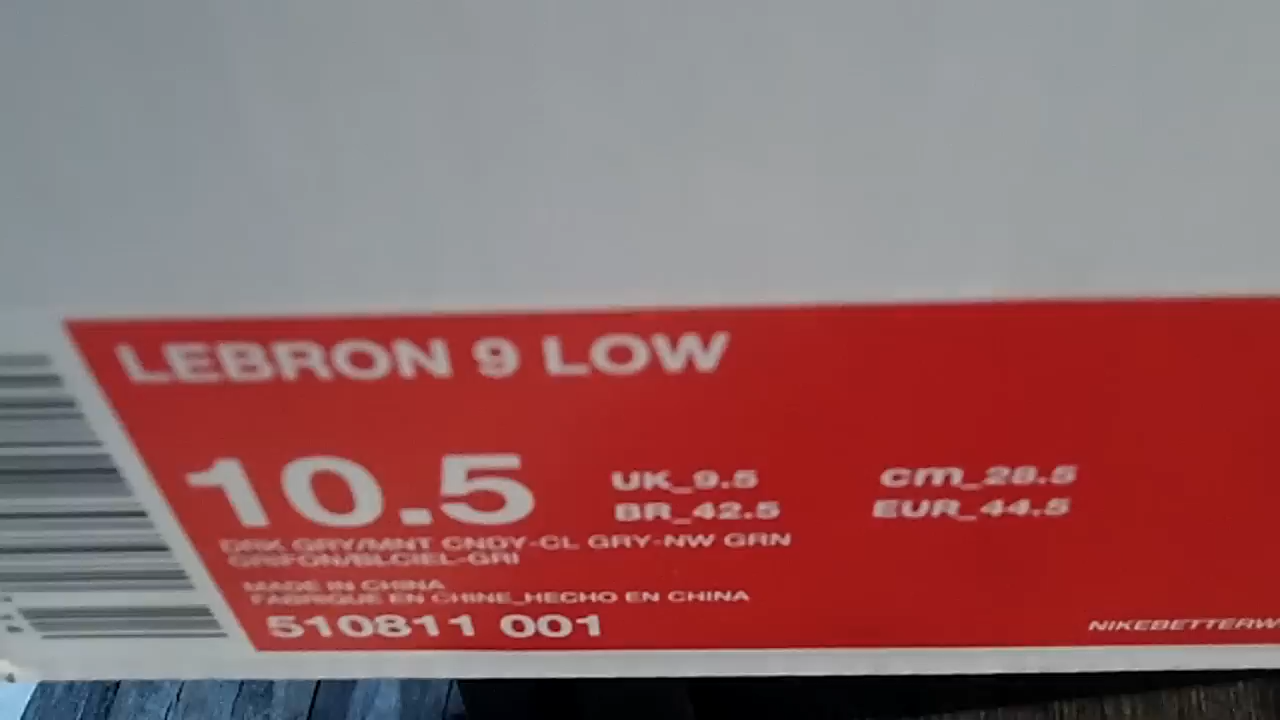 LEBRON 9 LOW
10.5
UK_9.5 cm_28.5
BR_42.5 EUR_44.5
DRK GRY/MNT CNDY-CL GRY-NW GRN
GRIFON/BLCIEL-GRI
MADE IN CHINA
FABRIQUE EN CHINE_HECHO EN CHINA
510811 001
NIKEBETTERW